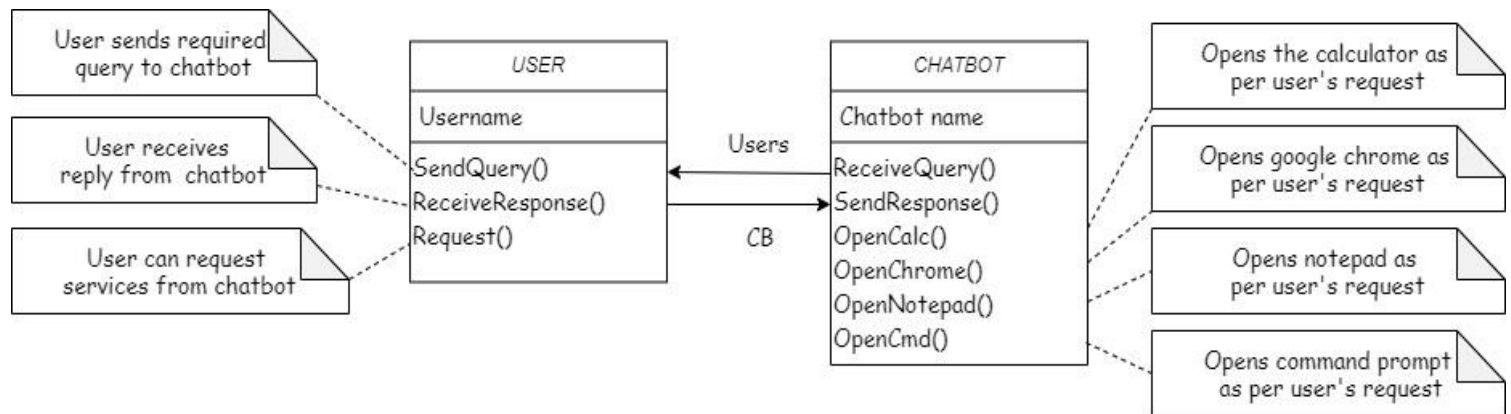 User sends required
query to chatbot
User receives
reply from chatbot
User can request
services from chatbot
USER
Username
SendQuery()
ReceiveResponse()
Request()
Users
CB
CHATBOT
Chatbot name
ReceiveQuery()
SendResponse()
OpenCalc()
OpenChrome()
OpenNotepad()
OpenCmd()
Opens the calculator as
per user's request
Opens google chrome as
per user's request
Opens notepad as
per user's request
Opens command prompt
as per user's request